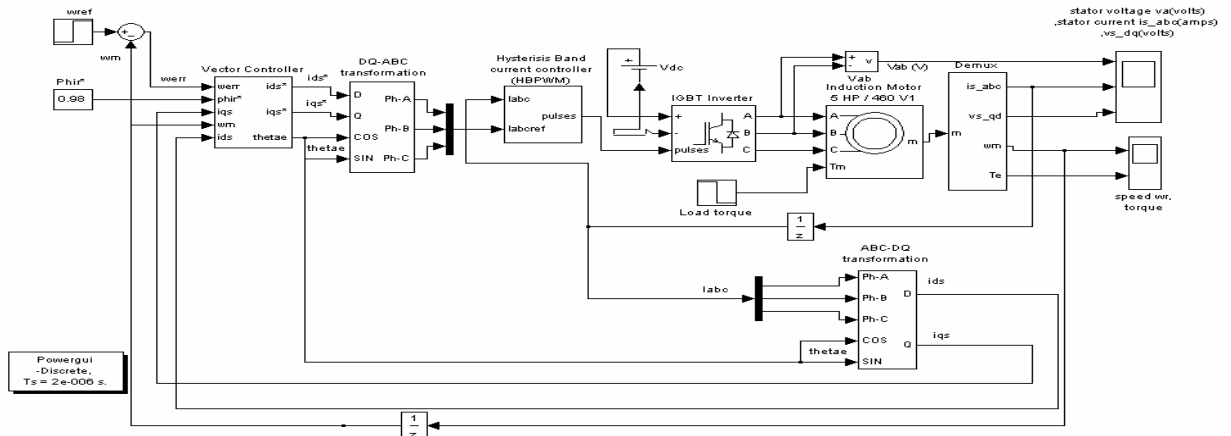 wref
wm
werr
Phir*
0.98
Vector Controller
werr
phir*
iqs
wm
ids
ids*
iqs*
thetae
ids*
iqs*
thetae
DQ-ABC
transformation
D
Q
COS
SIN
Ph-A
Ph-B
Ph-C
Hysterisis Band
current controller
(HBPWM)
Iabc
Iabcref
pulses
Vdc
IGBT Inverter
+
-
pulses
A
B
C
+
-
v
Vab
Vab (V)
Induction Motor
5 HP / 460 V1
A
B
C
Tm
m
Load torque
Demux
m
is_abc
vs_qd
wm
Te
stator voltage va(volts)
,stator current is_abc(amps)
,vs_dq(volts)
speed wr,
torque
1
z
Iabc
ABC-DQ
transformation
Ph-A
Ph-B
Ph-C
COS
SIN
D
Q
ids
iqs
thetae
Powergui
-Discrete,
Ts = 2e-006 s.
1
z